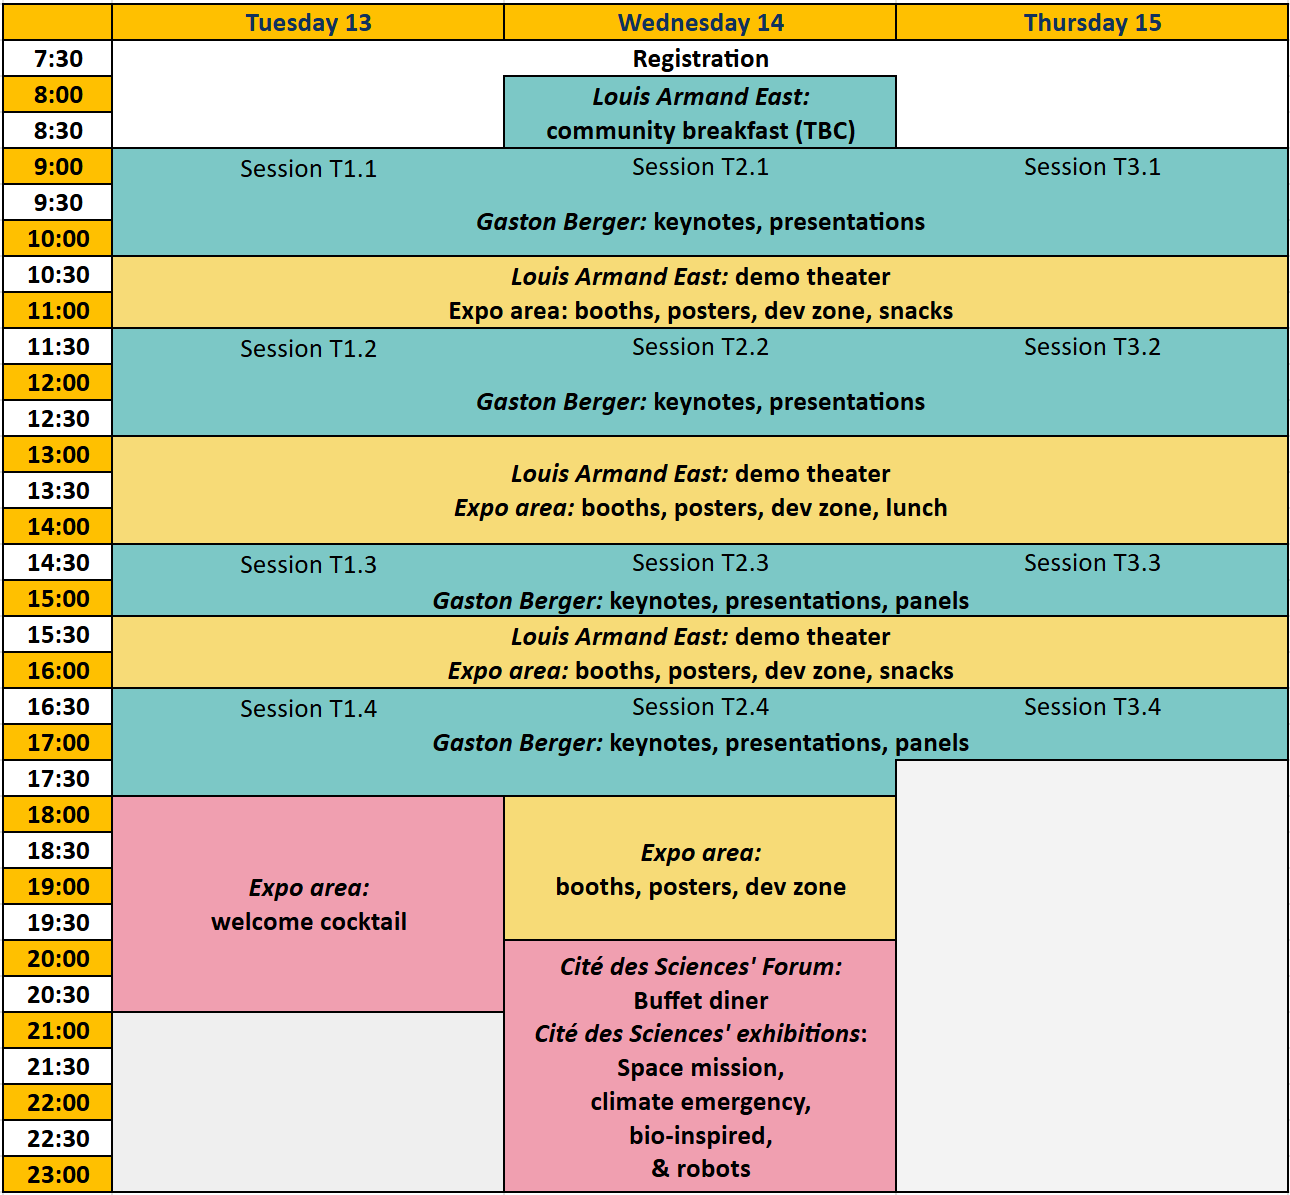 Tuesday 13 Wednesday 14 Thursday 15
7:30 Registration
8:00 Louis Armand East:
8:30 community breakfast (TBC)
9:00 Session T1.1 Session T2.1 Session T3.1
9:30
Gaston Berger: keynotes, presentations
10:00
10:30 Louis Armand East: demo theater
11:00 Expo area: booths, posters, dev zone, snacks
11:30 Session T1.2 Session T2.2 Session T3.2
12:00
Gaston Berger: keynotes, presentations
12:30
13:00
Louis Armand East: demo theater
13:30
Expo area: booths, posters, dev zone, lunch
14:00
14:30 Session T1.3 Session T2.3 Session T3.3
15:00 Gaston Berger: keynotes, presentations, panels
15:30 Louis Armand East: demo theater
16:00 Expo area: booths, posters, dev zone, snacks
16:30 Session T1.4 Session T2.4 Session T3.4
17:00 Gaston Berger: keynotes, presentations, panels
17:30
18:00
18:30 Expo area:
19:00 Expo area: booths, posters, dev zone
19:30 welcome cocktail
20:00 Cité des Sciences' Forum:
20:30 Buffet diner
21:00 Cité des Sciences' exhibitions:
21:30 Space mission,
22:00 climate emergency,
22:30 bio-inspired,
23:00 & robots